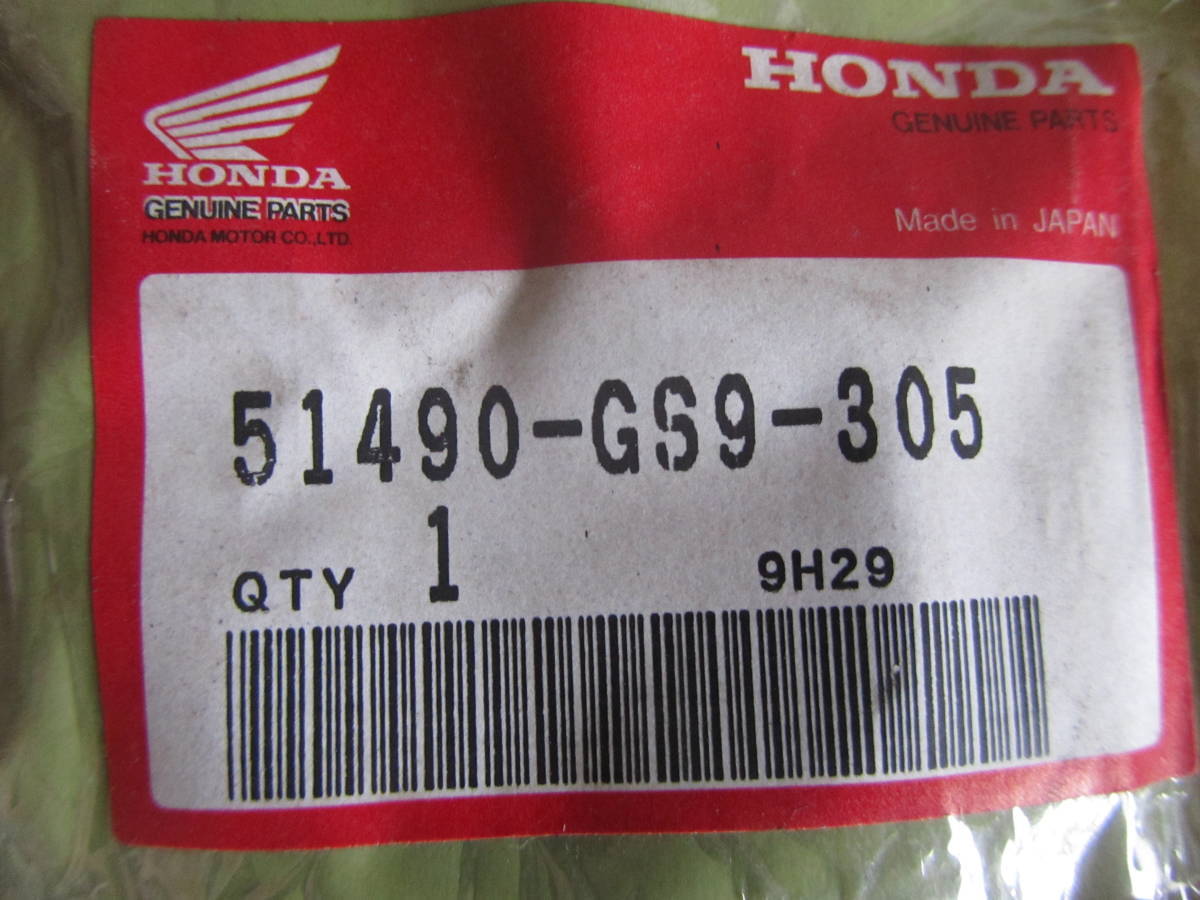 HONDA
GENUINE PARTS
HONDA MOTOR CO.,LTD.
HONDA
GENUINE PARTS
Made in JAPAN
51490-GS9-305
QTY 1 9H29